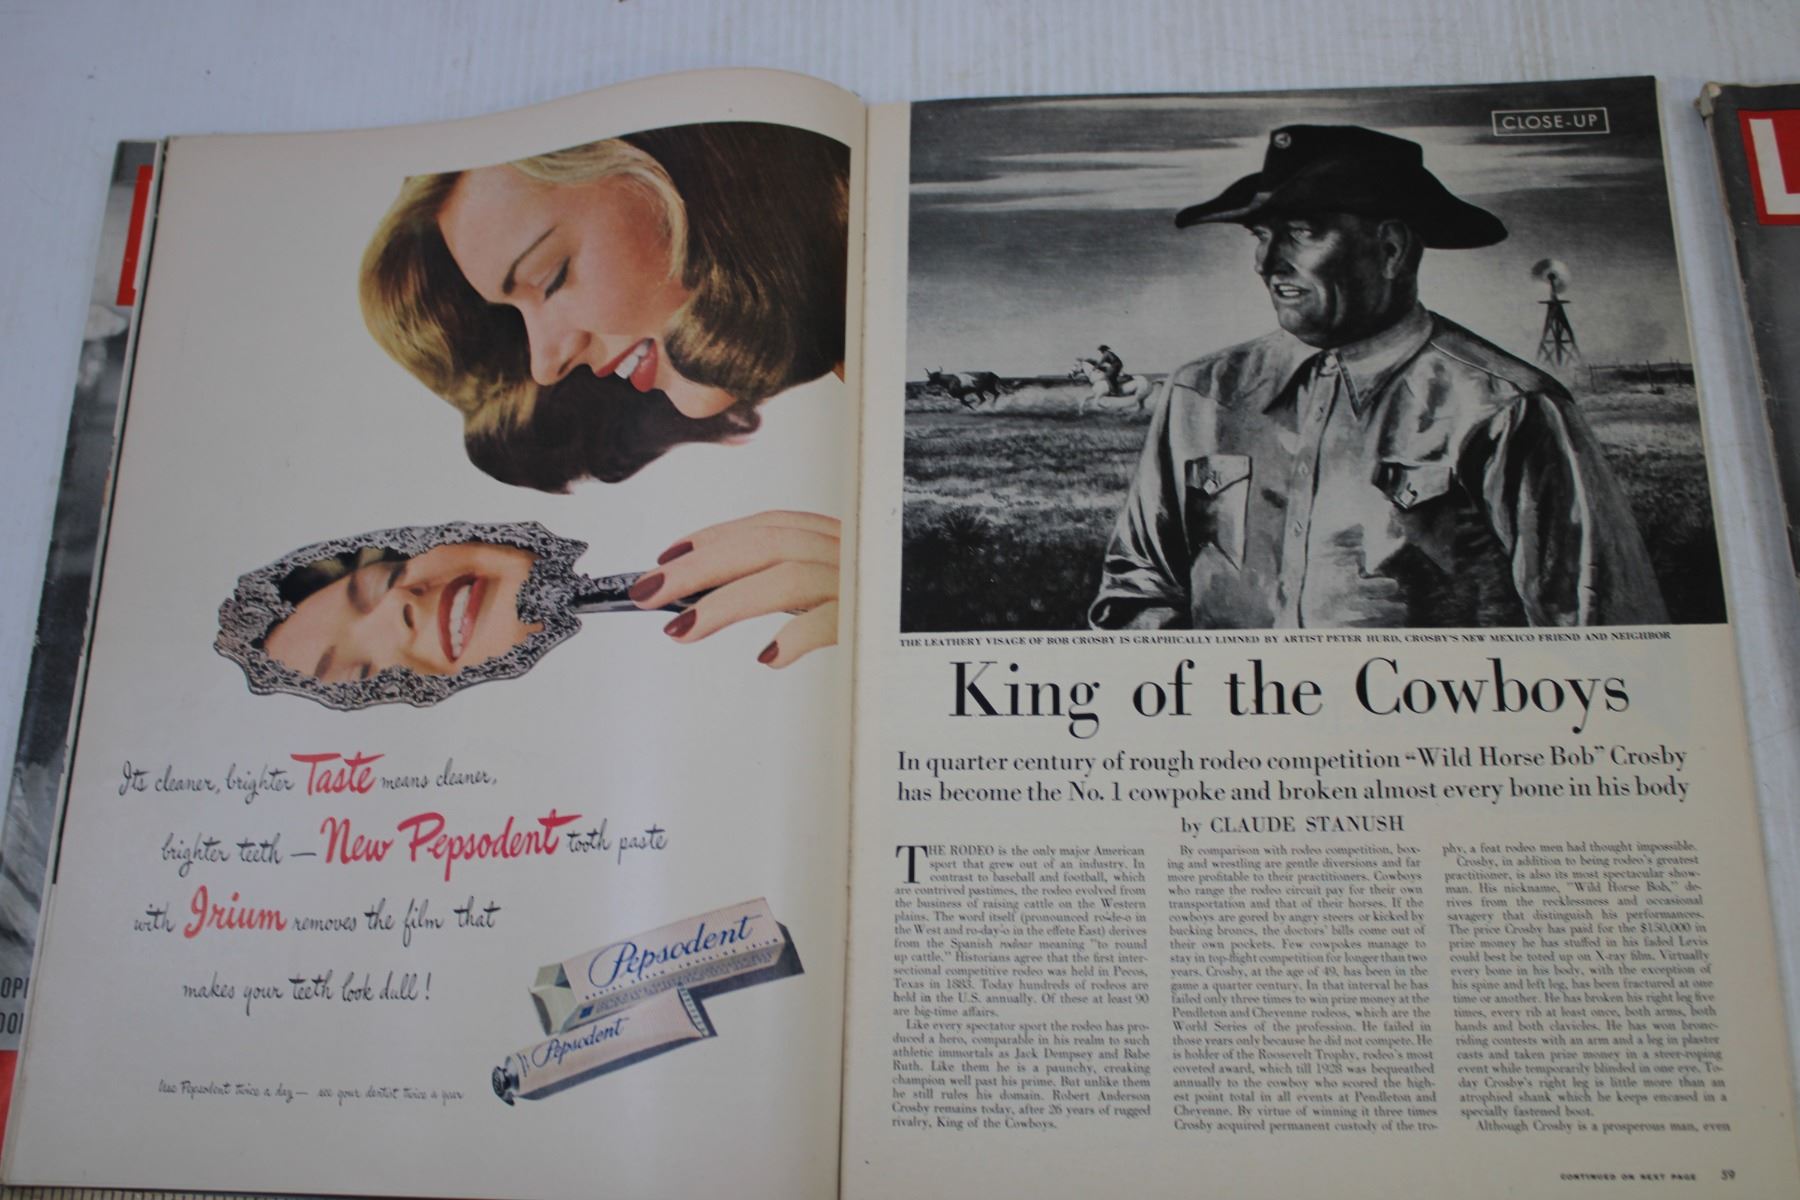 Its cleaner, brighter Taste means cleaner,
brighter teeth — New Pepsodent tooth paste
with Irium removes the film that
makes your teeth look dull!
Pepsodent
Pepsodent
Use Pepsodent twice a day — see your dentist twice a year
CLOSE-UP
THE LEATHERY VISAGE OF BOB CROSBY IS GRAPHICALLY LIMNED BY ARTIST PETER HURD, CROSBY'S NEW MEXICO FRIEND AND NEIGHBOR
King of the Cowboys
In quarter century of rough rodeo competition “Wild Horse Bob” Crosby
has become the No. 1 cowpoke and broken almost every bone in his body
by CLAUDE STANUSH
THE RODEO is the only major American
sport that grew out of an industry. In
contrast to baseball and football, which
are contrived pastimes, the rodeo evolved from
the business of raising cattle on the Western
plains. The word itself (pronounced ro-de-o in
the West and ro-day-o in the effete East) derives
from the Spanish rodear meaning "to round
up cattle." Historians agree that the first inter-
sectional competitive rodeo was held in Pecos,
Texas in 1883. Today hundreds of rodeos are
held in the U.S. annually. Of these at least 90
are big-time affairs.
Like every spectator sport the rodeo has pro-
duced a hero, comparable in his realm to such
athletic immortals as Jack Dempsey and Babe
Ruth. Like them he is a paunchy, creaking
champion well past his prime. But unlike them
he still rules his domain. Robert Anderson
Crosby remains today, after 26 years of rugged
rivalry, King of the Cowboys.
By comparison with rodeo competition, box-
ing and wrestling are gentle diversions and far
more profitable to their practitioners. Cowboys
who range the rodeo circuit pay for their own
transportation and that of their horses. If the
cowboys are gored by angry steers or kicked by
bucking broncs, the doctors' bills come out of
their own pockets. Few cowpokes manage to
stay in top-flight competition for longer than two
years. Crosby, at the age of 49, has been in the
game a quarter century. In that interval he has
failed only three times to win prize money at the
Pendleton and Cheyenne rodeos, which are the
World Series of the profession. He failed in
those years only because he did not compete. He
is holder of the Roosevelt Trophy, rodeo's most
coveted award, which till 1928 was bequeathed
annually to the cowboy who scored the high-
est point total in all events at Pendleton and
Cheyenne. By virtue of winning it three times
Crosby acquired permanent custody of the tro-
phy, a feat rodeo men had thought impossible.
Crosby, in addition to being rodeo's greatest
practitioner, is also its most spectacular show-
man. His nickname, "Wild Horse Bob," de-
rives from the recklessness and occasional
savagery that distinguish his performances.
The price Crosby has paid for the $150,000 in
prize money he has stuffed in his faded Levis
could best be toted up on X-ray film. Virtually
every bone in his body, with the exception of
his spine and left leg, has been fractured at one
time or another. He has broken his right leg five
times, every rib at least once, both arms, both
hands and both clavicles. He has won bronc-
riding contests with an arm and a leg in plaster
casts and taken prize money in a steer-roping
event while temporarily blinded in one eye. To-
day Crosby's right leg is little more than an
atrophied shank which he keeps encased in a
specially fastened boot.
Although Crosby is a prosperous man, even
CONTINUED ON NEXT PAGE 59